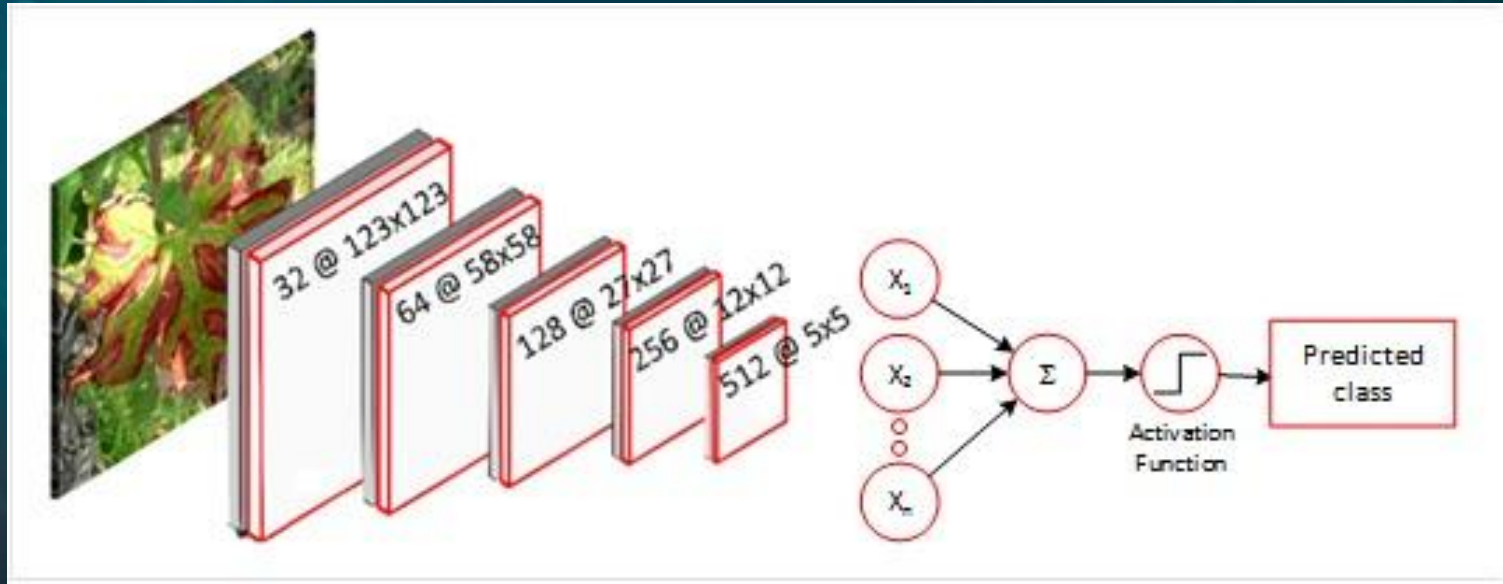 32 @ 123x123
64 @ 58x58
128 @ 27x27
256 @ 12x12
512 @ 5x5
X₁
X₂
Xₙ
Σ
Activation
Function
Predicted
class